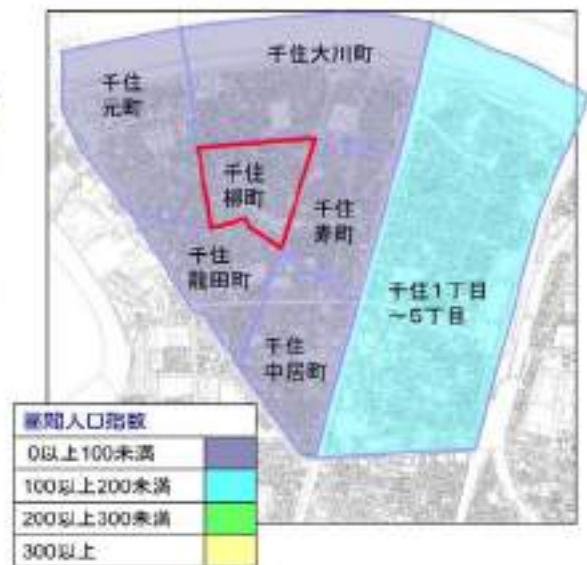 千住大川町
千住
元町
千住
柳町
千住
寿町
千住
龍田町
千住1丁目
~5丁目
千住
中居町
昼間人口指数
0以上100未満
100以上200未満
200以上300未満
300以上